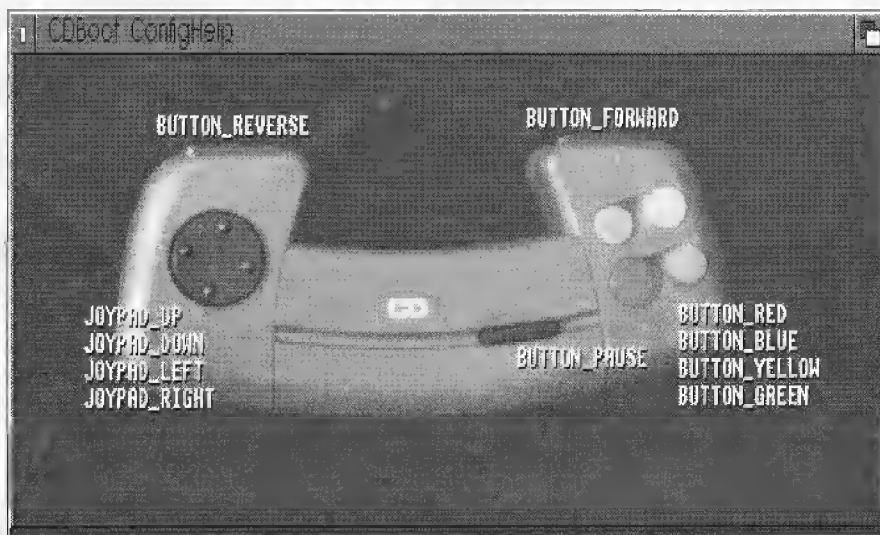 CDBoot ConfigHelp
BUTTON_REVERSE
BUTTON_FORWARD
JOYPAD_UP
JOYPAD_DOWN
JOYPAD_LEFT
JOYPAD_RIGHT
BUTTON_PAUSE
BUTTON_RED
BUTTON_BLUE
BUTTON_YELLOW
BUTTON_GREEN